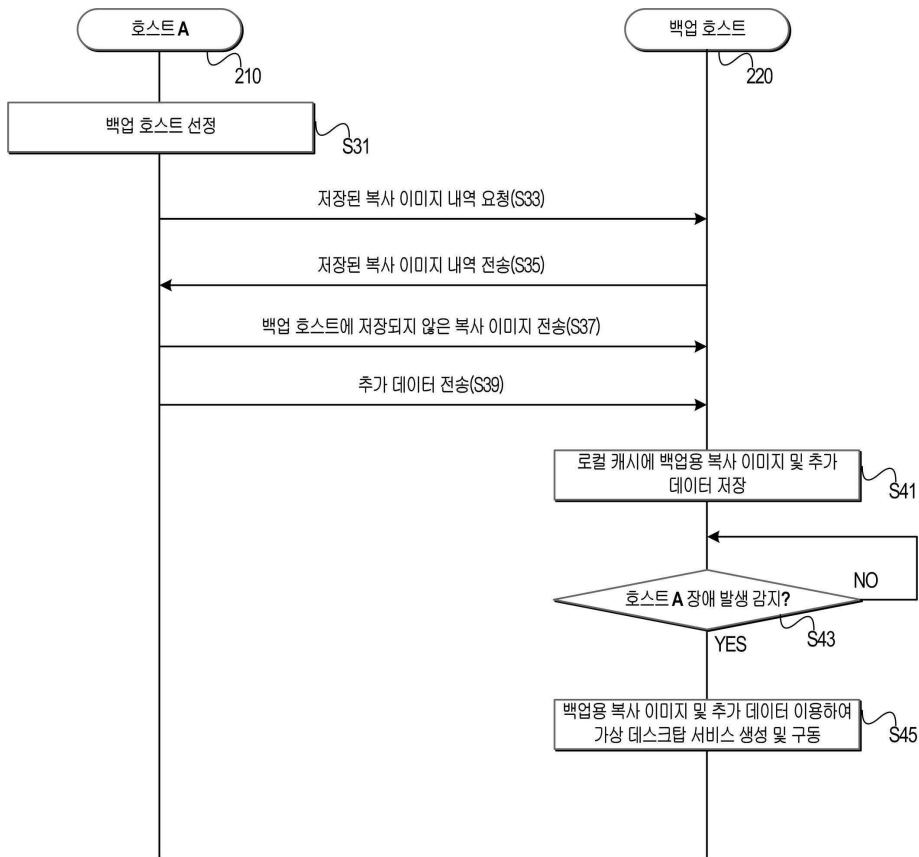 호스트 A
백업 호스트
210
220
백업 호스트 선정
S31
저장된 복사 이미지 내역 요청(S33)
저장된 복사 이미지 내역 전송(S35)
백업 호스트에 저장되지 않은 복사 이미지 전송(S37)
추가 데이터 전송(S39)
로컬 캐시에 백업용 복사 이미지 및 추가
데이터 저장
S41
NO
호스트 A 장애 발생 감지?
S43
YES
백업용 복사 이미지 및 추가 데이터 이용하여
가상 데스크탑 서비스 생성 및 구동
S45